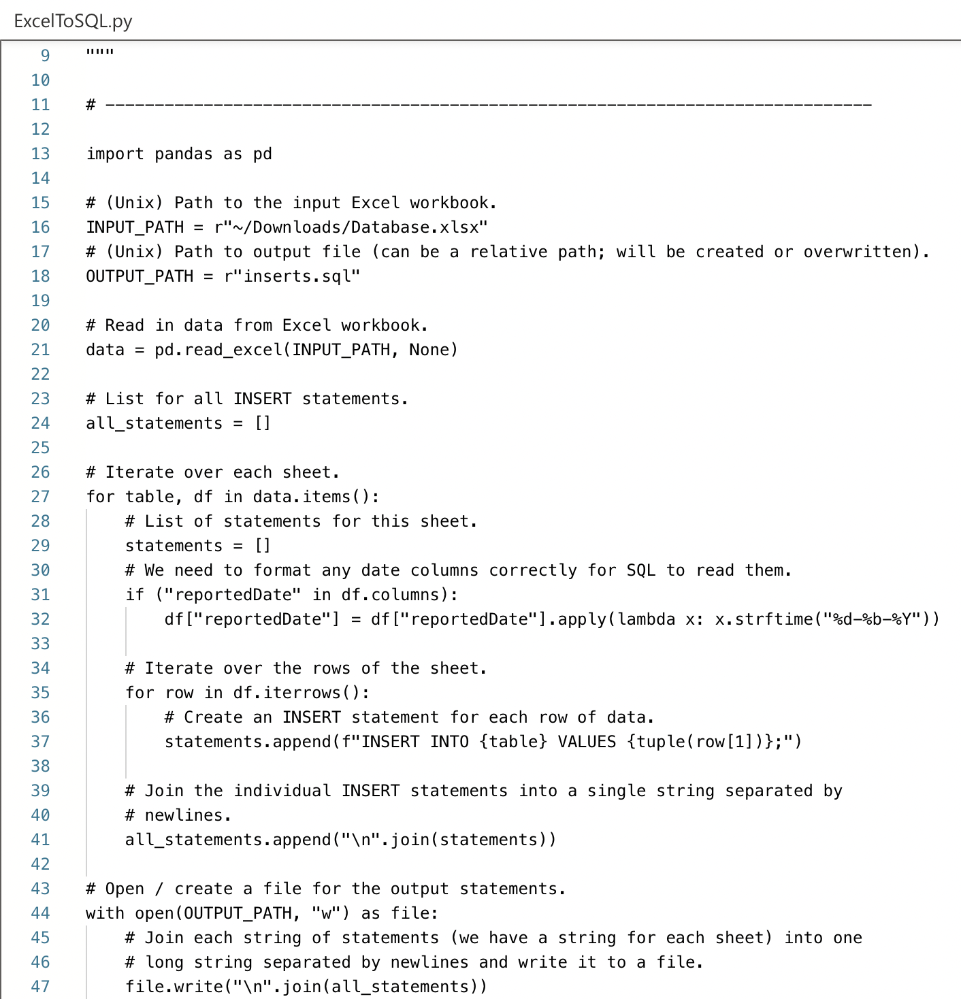 ExcelToSQL.py
9 """
10
11 # ------------------------------------------------------------------------------
12
13 import pandas as pd
14
15 # (Unix) Path to the input Excel workbook.
16 INPUT_PATH = r"~/Downloads/Database.xlsx"
17 # (Unix) Path to output file (can be a relative path; will be created or overwritten).
18 OUTPUT_PATH = r"inserts.sql"
19
20 # Read in data from Excel workbook.
21 data = pd.read_excel(INPUT_PATH, None)
22
23 # List for all INSERT statements.
24 all_statements = []
25
26 # Iterate over each sheet.
27 for table, df in data.items():
28     # List of statements for this sheet.
29     statements = []
30     # We need to format any date columns correctly for SQL to read them.
31     if ("reportedDate" in df.columns):
32         df["reportedDate"] = df["reportedDate"].apply(lambda x: x.strftime("%d-%b-%Y"))
33
34     # Iterate over the rows of the sheet.
35     for row in df.iterrows():
36         # Create an INSERT statement for each row of data.
37         statements.append(f"INSERT INTO {table} VALUES {tuple(row[1])};")
38
39     # Join the individual INSERT statements into a single string separated by
40     # newlines.
41     all_statements.append("\n".join(statements))
42
43 # Open / create a file for the output statements.
44 with open(OUTPUT_PATH, "w") as file:
45     # Join each string of statements (we have a string for each sheet) into one
46     # long string separated by newlines and write it to a file.
47     file.write("\n".join(all_statements))